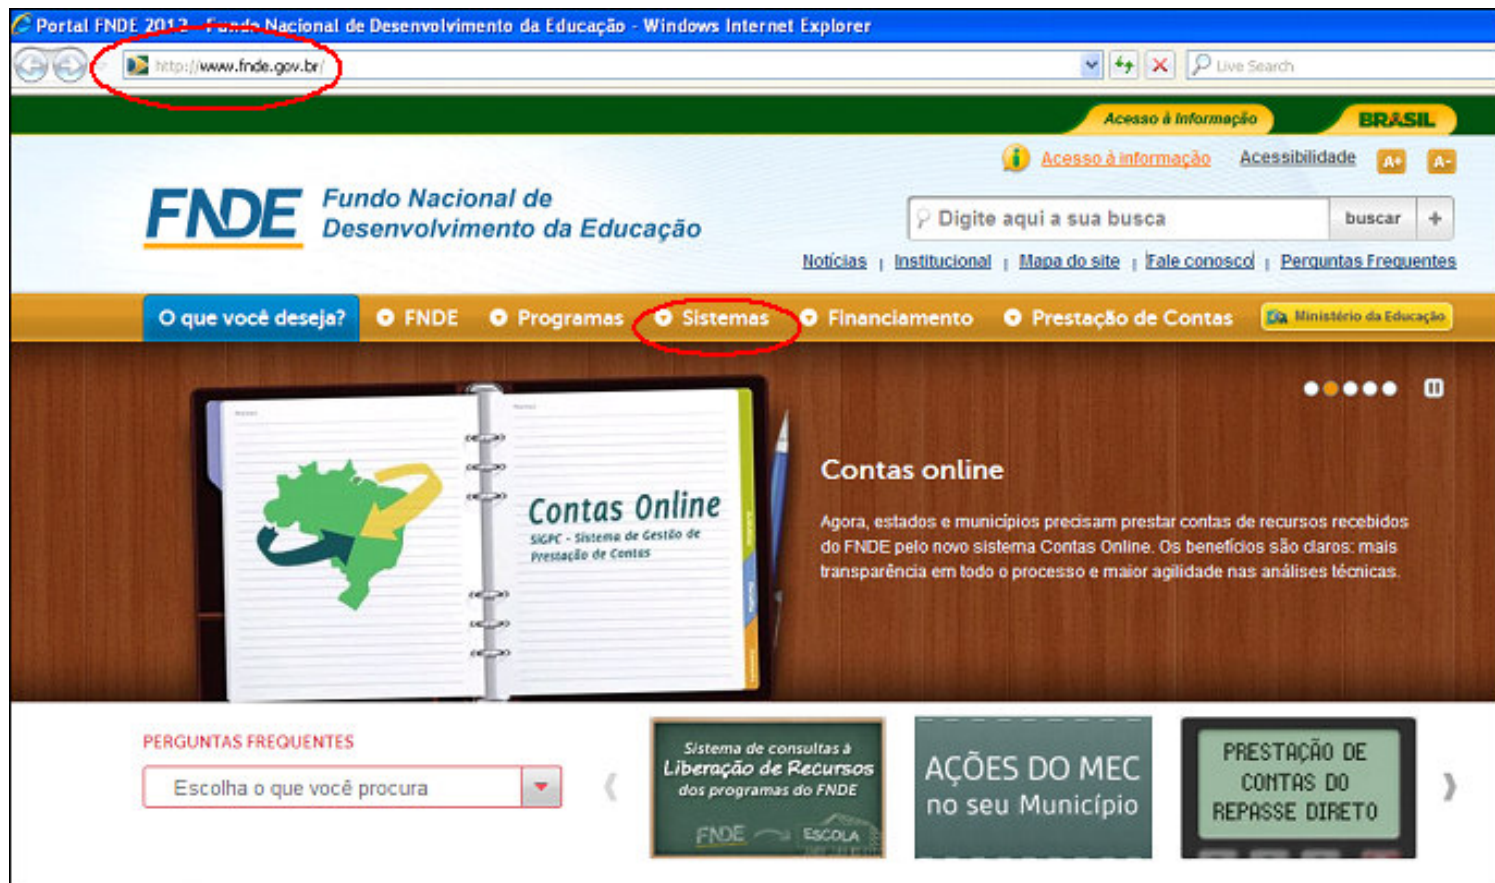 Portal FNDE 2012 - Fundo Nacional de Desenvolvimento da Educação - Windows Internet Explorer
http://www.fnde.gov.br/
Live Search
Acesso à Informação
BRASIL
Acesso à informação
Acessibilidade
A+
A-
FNDE
Fundo Nacional de
Desenvolvimento da Educação
Digite aqui a sua busca
buscar
+
Notícias | Institucional | Mapa do site | Fale conosco | Perguntas Frequentes
O que você deseja?
FNDE
Programas
Sistemas
Financiamento
Prestação de Contas
Ministério da Educação
Contas Online
SiGPC - Sistema de Gestão de
Prestação de Contas
Contas online
Agora, estados e municípios precisam prestar contas de recursos recebidos
do FNDE pelo novo sistema Contas Online. Os benefícios são claros: mais
transparência em todo o processo e maior agilidade nas análises técnicas.
PERGUNTAS FREQUENTES
Escolha o que você procura
Sistema de consultas à
Liberação de Recursos
dos programas do FNDE
FNDE
ESCOLA
AÇÕES DO MEC
no seu Município
PRESTAÇÃO DE
CONTAS DO
REPASSE DIRETO